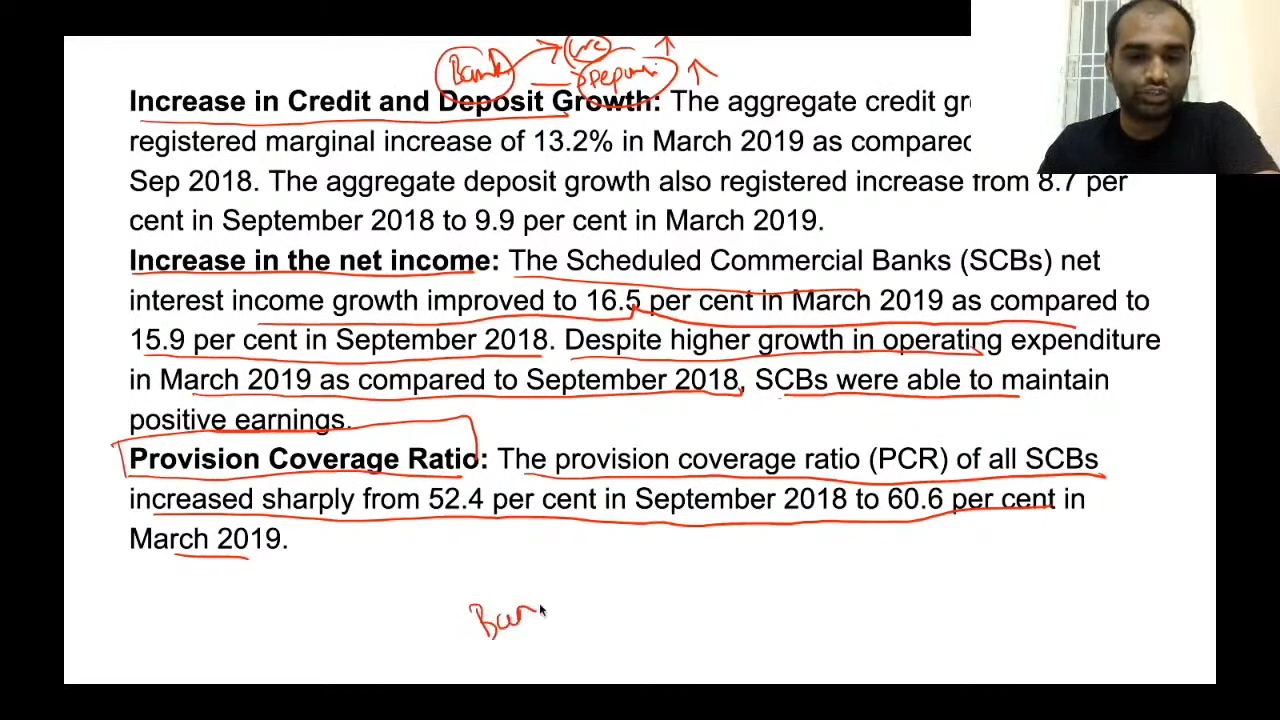 Bank
Increase in Credit and Deposit Growth: The aggregate credit
registered marginal increase of 13.2% in March 2019 as compared
Sep 2018. The aggregate deposit growth also registered increase from 8.7 per
cent in September 2018 to 9.9 per cent in March 2019.
Increase in the net income: The Scheduled Commercial Banks (SCBs) net
interest income growth improved to 16.5 per cent in March 2019 as compared to
15.9 per cent in September 2018. Despite higher growth in operating expenditure
in March 2019 as compared to September 2018, SCBs were able to maintain
positive earnings.
Provision Coverage Ratio: The provision coverage ratio (PCR) of all SCBs
increased sharply from 52.4 per cent in September 2018 to 60.6 per cent in
March 2019.
Ban